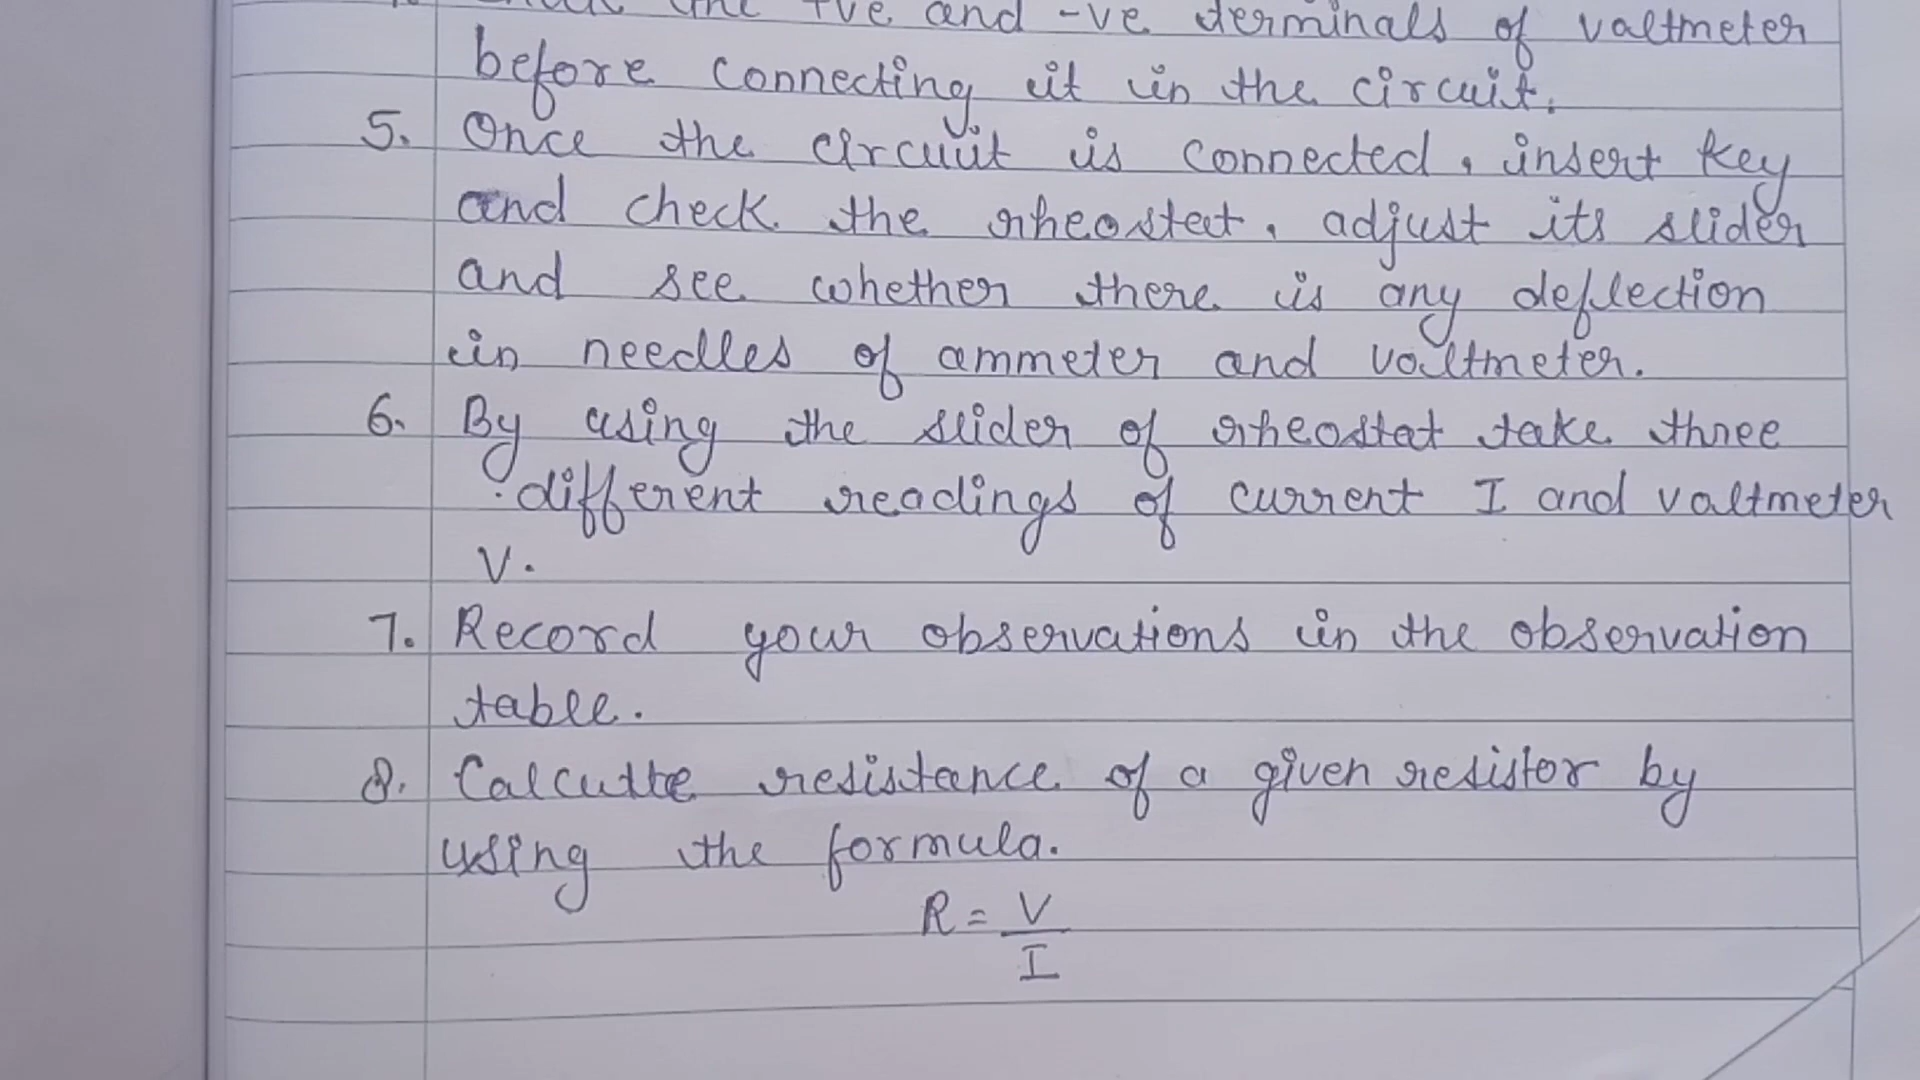 the +ve and -ve terminals of valtmeter
before connecting it in the circuit.
5. Once the circuit is connected, insert key
and check the rheostat, adjust its slider
and see whether there is any deflection
in needles of ammeter and voltmeter.
6. By using the slider of rheostat take three
different readings of current I and valtmeter
V.
7. Record your observations in the observation
table.
8. Calcutte resistance of a given resistor by
using the formula.
R = V
I